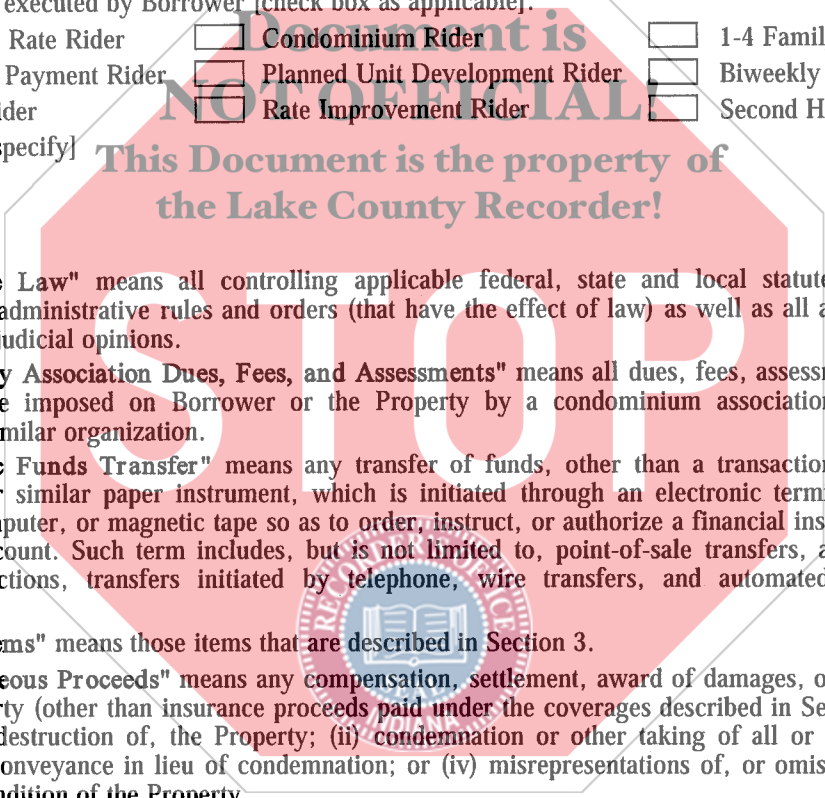 executed by Borrower [check box as applicable]:
Rate Rider Condominium Rider 1-4 Famil
Payment Rider Planned Unit Development Rider Biweekly
ider Rate Improvement Rider Second H
specify]
Document is
NOT OFFICIAL!
This Document is the property of
the Lake County Recorder!
e Law" means all controlling applicable federal, state and local statute
administrative rules and orders (that have the effect of law) as well as all a
judicial opinions.
y Association Dues, Fees, and Assessments" means all dues, fees, assessm
e imposed on Borrower or the Property by a condominium association
milar organization.
c Funds Transfer" means any transfer of funds, other than a transaction
r similar paper instrument, which is initiated through an electronic termi
nputer, or magnetic tape so as to order, instruct, or authorize a financial ins
count. Such term includes, but is not limited to, point-of-sale transfers, a
ctions, transfers initiated by telephone, wire transfers, and automated
ems" means those items that are described in Section 3.
eous Proceeds" means any compensation, settlement, award of damages, o
rty (other than insurance proceeds paid under the coverages described in Se
destruction of, the Property; (ii) condemnation or other taking of all or
onveyance in lieu of condemnation; or (iv) misrepresentations of, or omis
ndition of the Property.
STOP
RECORDER'S OFFICE
SEAL
INDIANA